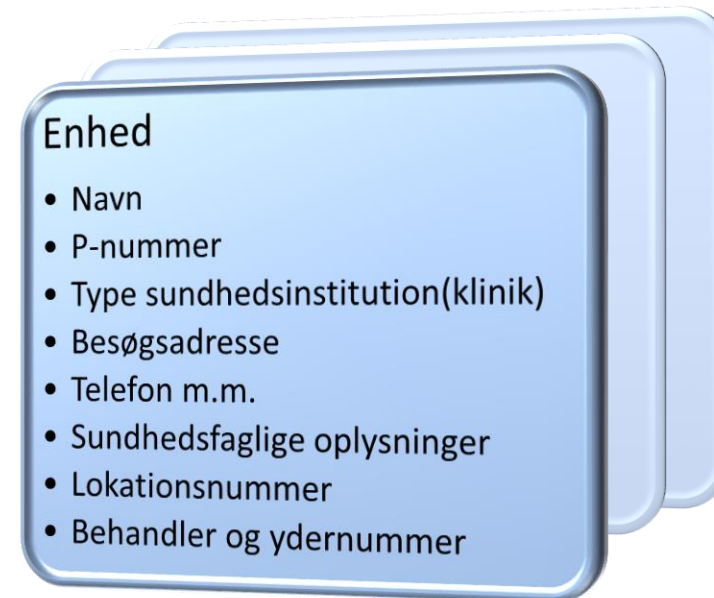 Enhed
• Navn
• P-nummer
• Type sundhedsinstitution(klinik)
• Besøgsadresse
• Telefon m.m.
• Sundhedsfaglige oplysninger
• Lokationsnummer
• Behandler og ydernummer